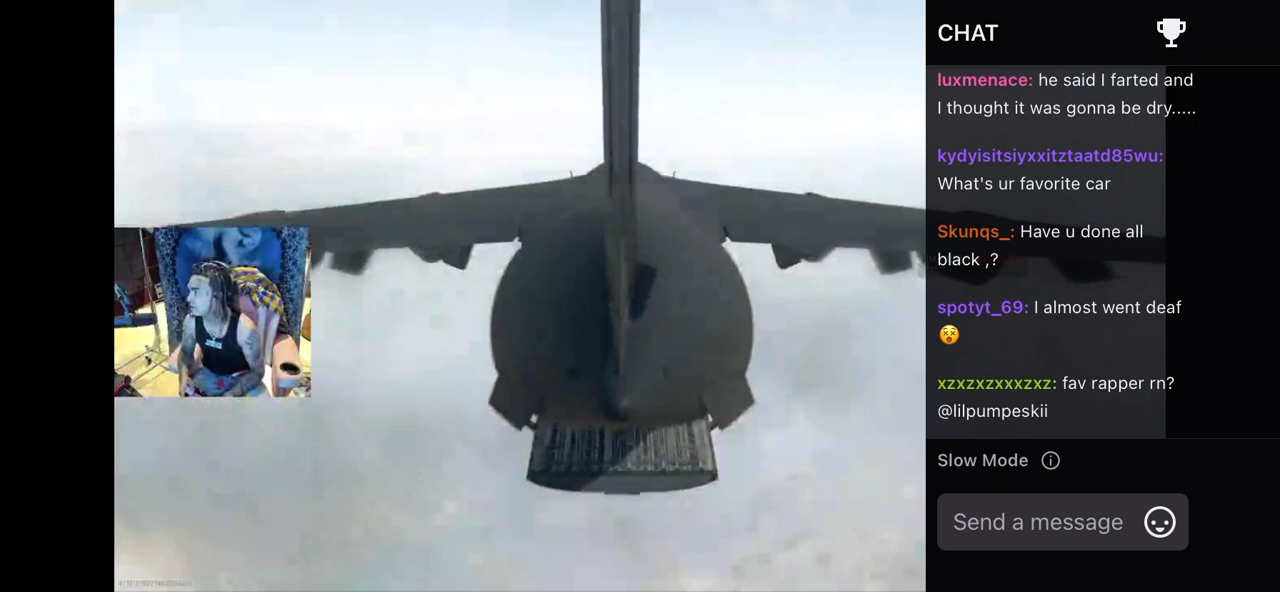 CHAT
luxmenace: he said I farted and
I thought it was gonna be dry.....
kydyisitsiyxxitztaatd85wu:
What's ur favorite car
Skunqs_: Have u done all
black ,?
spotyt_69: I almost went deaf
😵
xzxzxzxxxzxz: fav rapper rn?
@lilpumpeskii
Slow Mode
Send a message